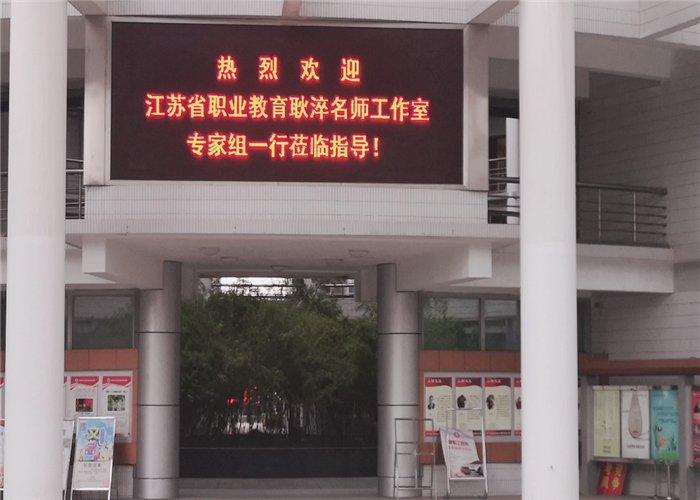 热烈欢迎
江苏省职业教育耿淬名师工作室
专家组一行莅临指导！